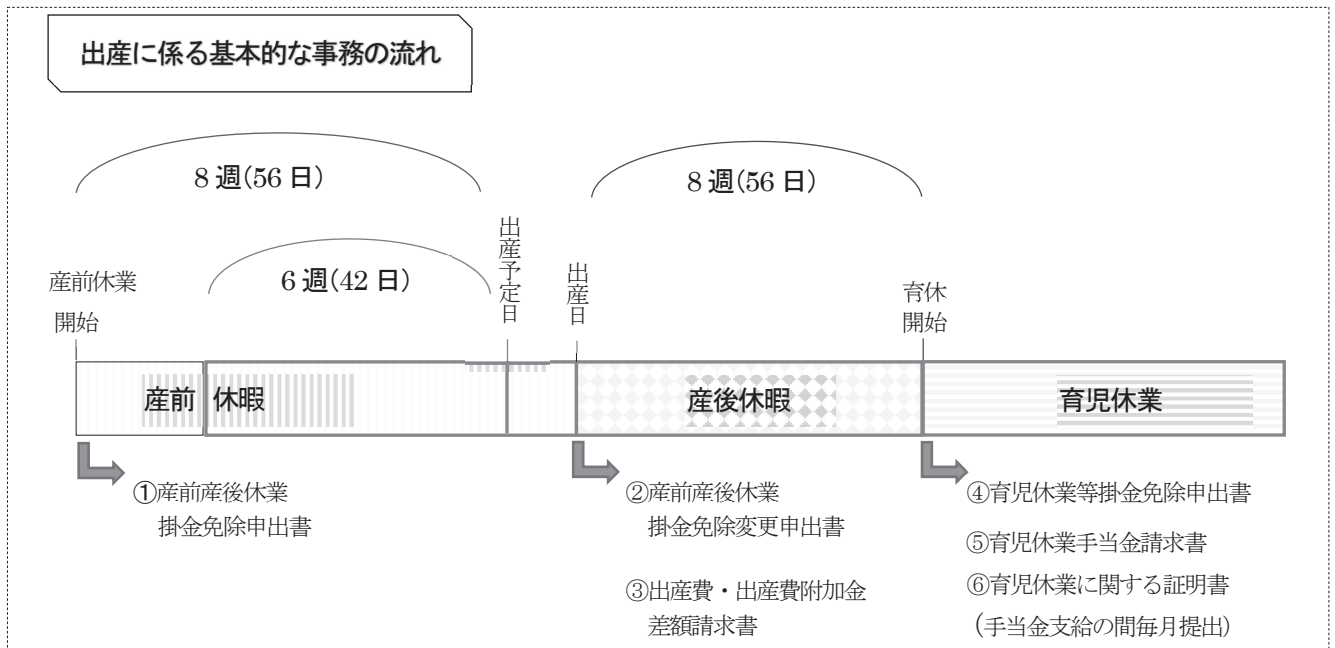 出産に係る基本的な事務の流れ
8週(56日)
8週(56日)
6週(42日)
出産予定日
出産日
産前休業
開始
育休
開始
産前 休暇
産後休暇
育児休業
①産前産後休業
掛金免除申出書
②産前産後休業
掛金免除変更申出書
③出産費・出産費附加金
差額請求書
④育児休業等掛金免除申出書
⑤育児休業手当金請求書
⑥育児休業に関する証明書
(手当金支給の間毎月提出)